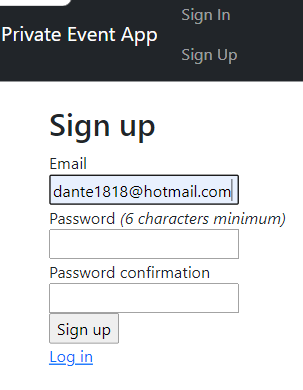 Sign In
Private Event App
Sign Up
Sign up
Email
dante1818@hotmail.com
Password (6 characters minimum)
Password confirmation
Sign up
Log in